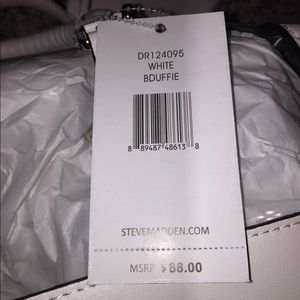 DR124095
WHITE
BDUFFIE
8 89487 48613 8
STEVEMADDEN.COM
MSRP $88.00